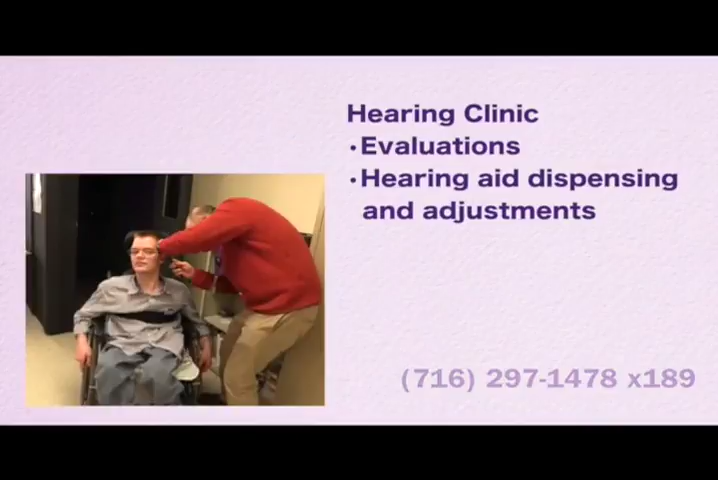 Hearing Clinic
•Evaluations
•Hearing aid dispensing
and adjustments
(716) 297-1478 x189